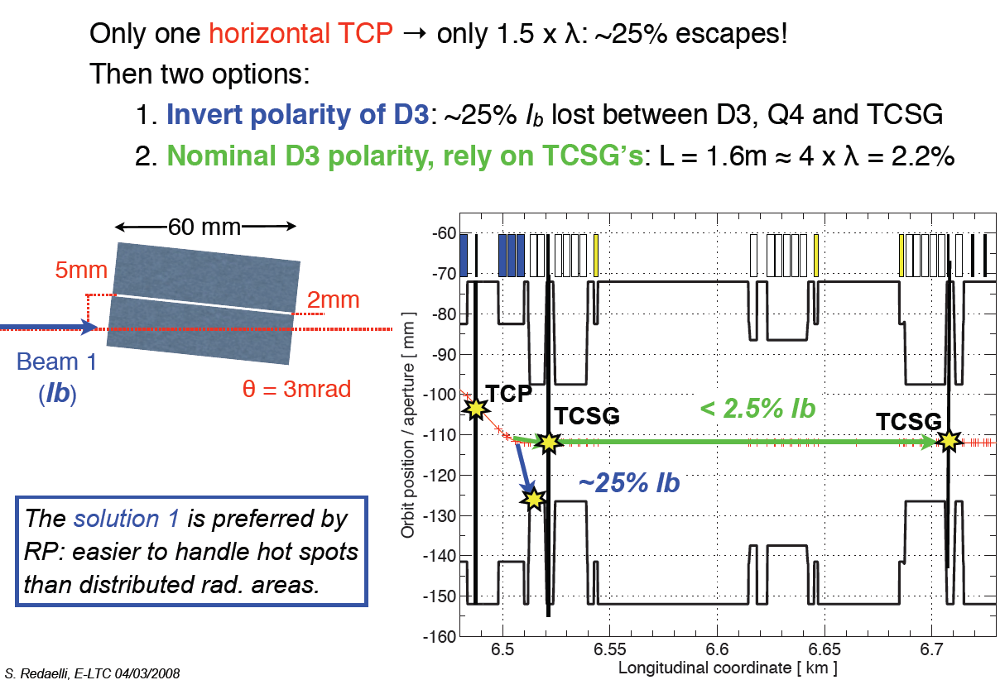 Only one horizontal TCP → only 1.5 x λ: ~25% escapes!
Then two options:
1. Invert polarity of D3: ~25% Ib lost between D3, Q4 and TCSG
2. Nominal D3 polarity, rely on TCSG's: L = 1.6m ≈ 4 x λ = 2.2%
60 mm
5mm
2mm
Beam 1
(Ib)
θ = 3mrad
The solution 1 is preferred by
RP: easier to handle hot spots
than distributed rad. areas.
S. Redaelli, E-LTC 04/03/2008
Orbit position / aperture [ mm ]
-60
-70
-80
-90
-100
-110
-120
-130
-140
-150
-160
TCP
TCSG
< 2.5% Ib
TCSG
~25% Ib
6.5
6.55
6.6
6.65
6.7
Longitudinal coordinate [ km ]